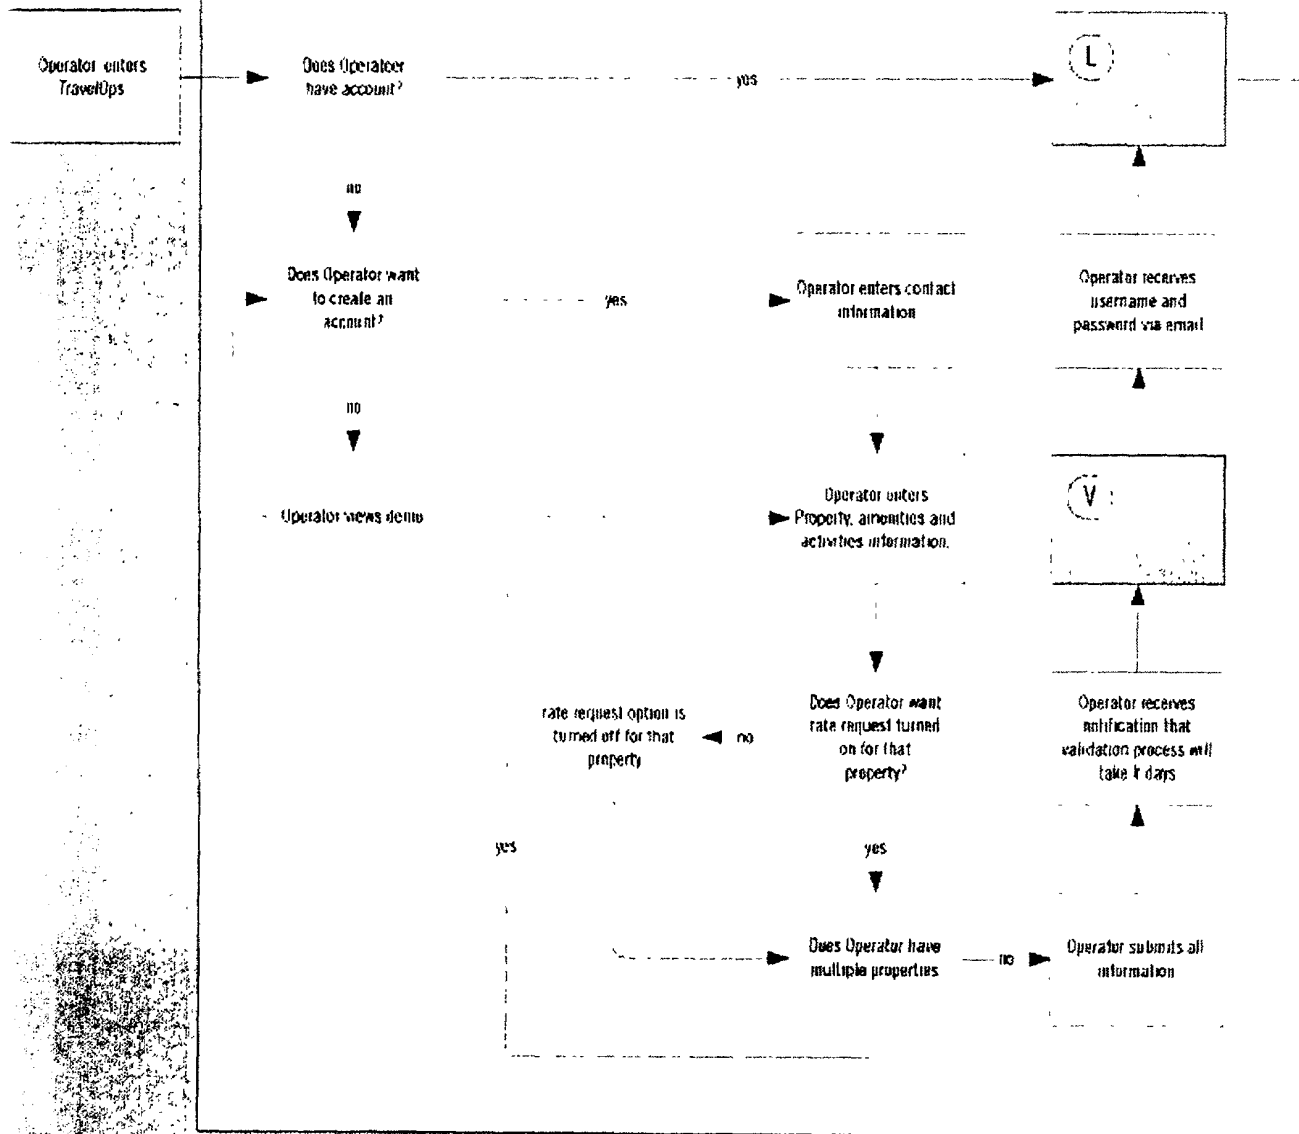 Operator enters
TravelOps
Does Operateer
have account?
yes
L
no
Does Operator want
to create an
account?
yes
Operator enters contact
information
Operator receives
username and
password via email
no
Operator views demo
Operator enters
Property, amenities and
activities information.
V
rate request option is
turned off for that
property
no
Does Operator want
rate request turned
on for that
property?
Operator receives
notification that
validation process will
take days
yes
yes
Does Operator have
multiple properties
no
Operator submits all
information